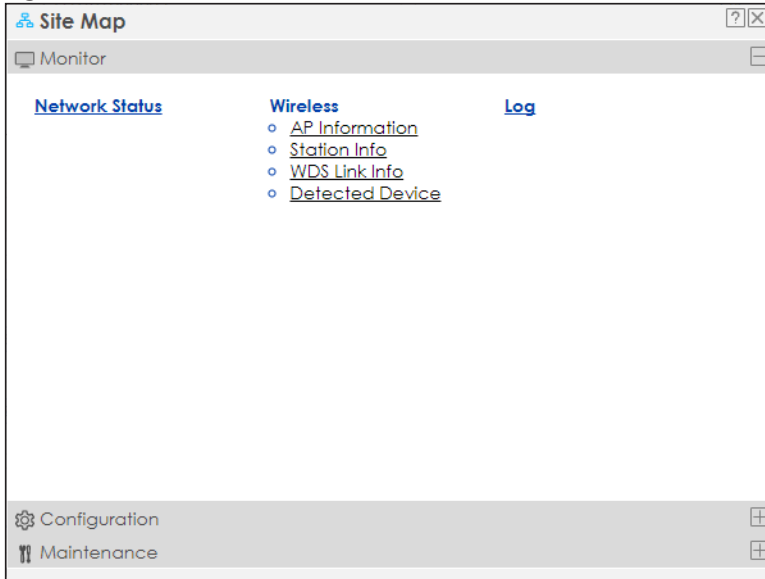 Site Map
Monitor
Network Status Wireless Log
AP Information
Station Info
WDS Link Info
Detected Device
Configuration
Maintenance